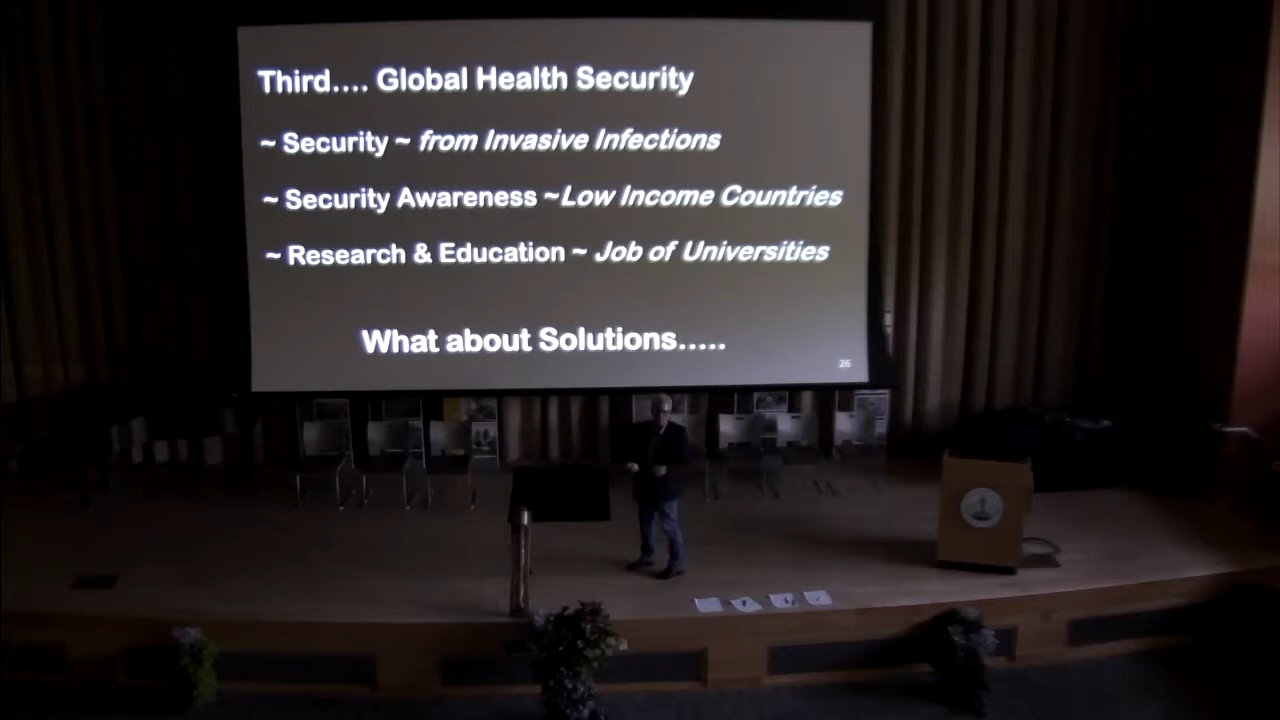 Third.... Global Health Security
~ Security ~ from Invasive Infections
~ Security Awareness ~Low Income Countries
~ Research & Education ~ Job of Universities
What about Solutions.....
26